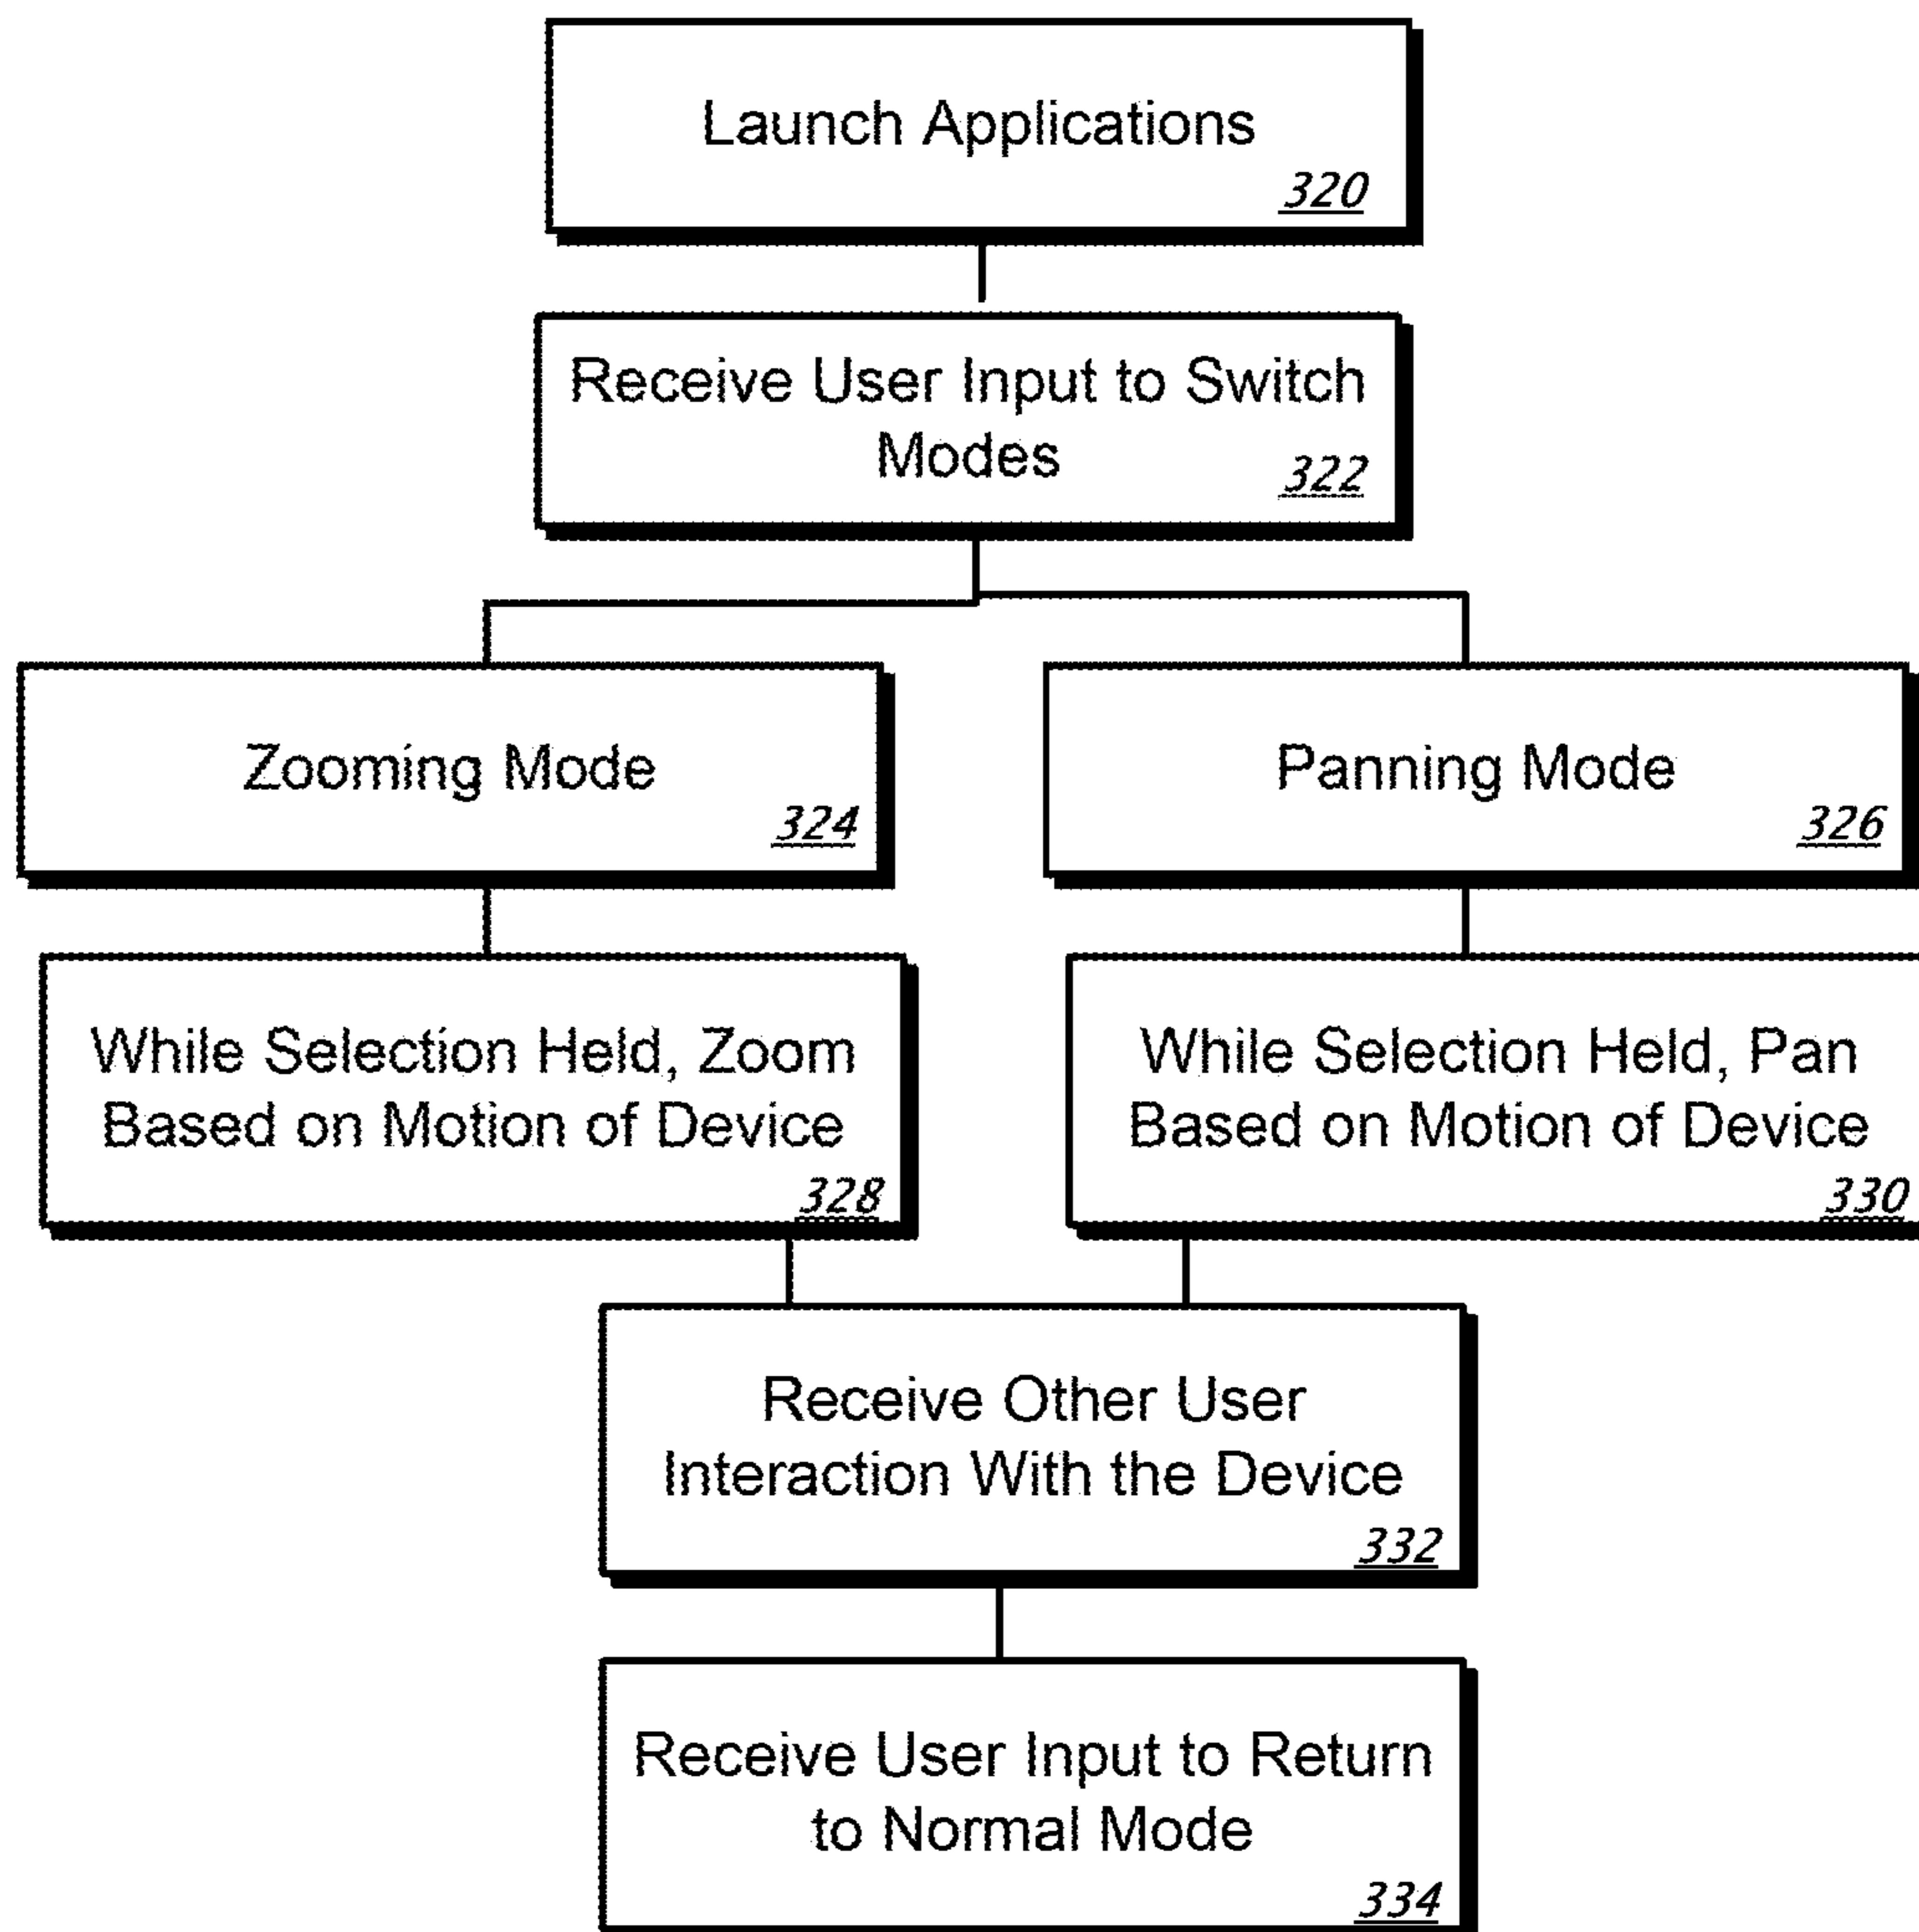 Launch Applications
320
Receive User Input to Switch
Modes
322
Zooming Mode
324
Panning Mode
326
While Selection Held, Zoom
Based on Motion of Device
328
While Selection Held, Pan
Based on Motion of Device
330
Receive Other User
Interaction With the Device
332
Receive User Input to Return
to Normal Mode
334